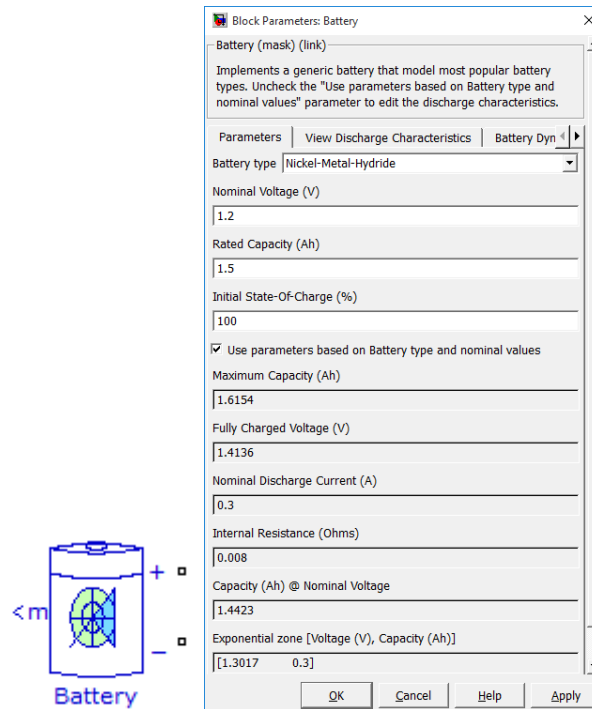 Block Parameters: Battery
Battery (mask) (link)
Implements a generic battery that model most popular battery
types. Uncheck the "Use parameters based on Battery type and
nominal values" parameter to edit the discharge characteristics.
Parameters View Discharge Characteristics Battery Dyn
Battery type Nickel-Metal-Hydride
Nominal Voltage (V)
1.2
Rated Capacity (Ah)
1.5
Initial State-Of-Charge (%)
100
Use parameters based on Battery type and nominal values
Maximum Capacity (Ah)
1.6154
Fully Charged Voltage (V)
1.4136
Nominal Discharge Current (A)
0.3
Internal Resistance (Ohms)
0.008
Capacity (Ah) @ Nominal Voltage
1.4423
Exponential zone [Voltage (V), Capacity (Ah)]
[1.3017 0.3]
OK Cancel Help Apply
+
<m
_
Battery